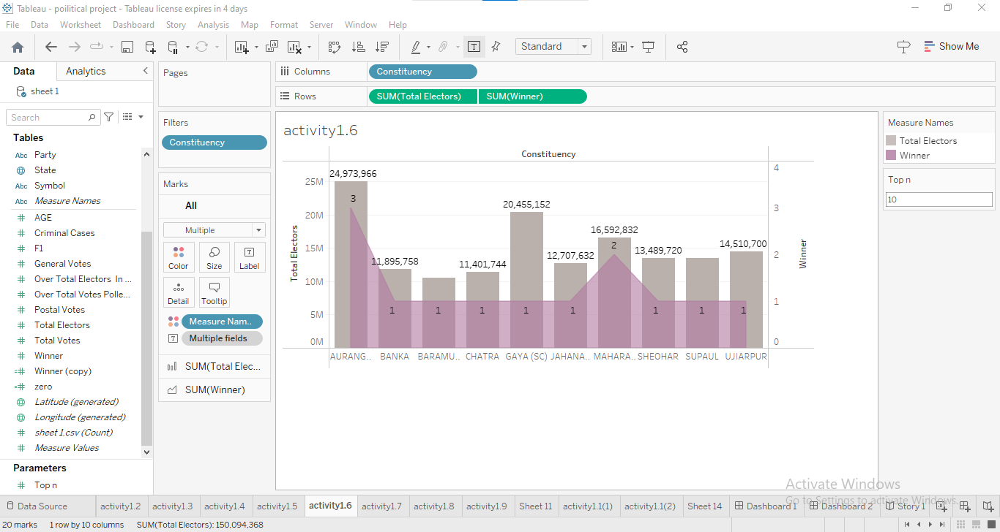 Tableau - poilitical project - Tableau license expires in 4 days
File Data Worksheet Dashboard Story Analysis Map Format Server Window Help
Standard
Show Me
Data Analytics
sheet 1
Search
Tables
Abc Party
State
Abc Symbol
Abc Measure Names
AGE
Criminal Cases
F1
General Votes
Over Total Electors In ...
Over Total Votes Polle...
Postal Votes
Total Electors
Total Votes
Winner
Winner (copy)
zero
Latitude (generated)
Longitude (generated)
sheet 1.csv (Count)
Measure Values
Parameters
Top n
Pages
Filters
Constituency
Marks
All
Multiple
Color Size Label
Detail Tooltip
Measure Nam..
Multiple fields
SUM(Total Elec...
SUM(Winner)
Columns Constituency
Rows SUM(Total Electors) SUM(Winner)
activity1.6
Constituency
Total Electors
25M
20M
15M
10M
5M
0M
24,973,966
11,895,758
11,401,744
20,455,152
12,707,632
16,592,832
13,489,720
14,510,700
3 1 1 1 1 1 2 1 1 1
AURANG.. BANKA BARAMU.. CHATRA GAYA (SC) JAHANA.. MAHARA.. SHEOHAR SUPAUL UJIARPUR
4
3
2
1
0
Winner
Measure Names
Total Electors
Winner
Top n
10
Activate Windows
Go to Settings to activate Windows.
Data Source activity1.2 activity1.3 activity1.4 activity1.5 activity1.6 activity1.7 activity1.8 activity1.9 Sheet 11 activity1.1(1) activity1.1(2) Sheet 14 Dashboard 1 Dashboard 2 Story 1
20 marks 1 row by 10 columns SUM(Total Electors): 150,094,368